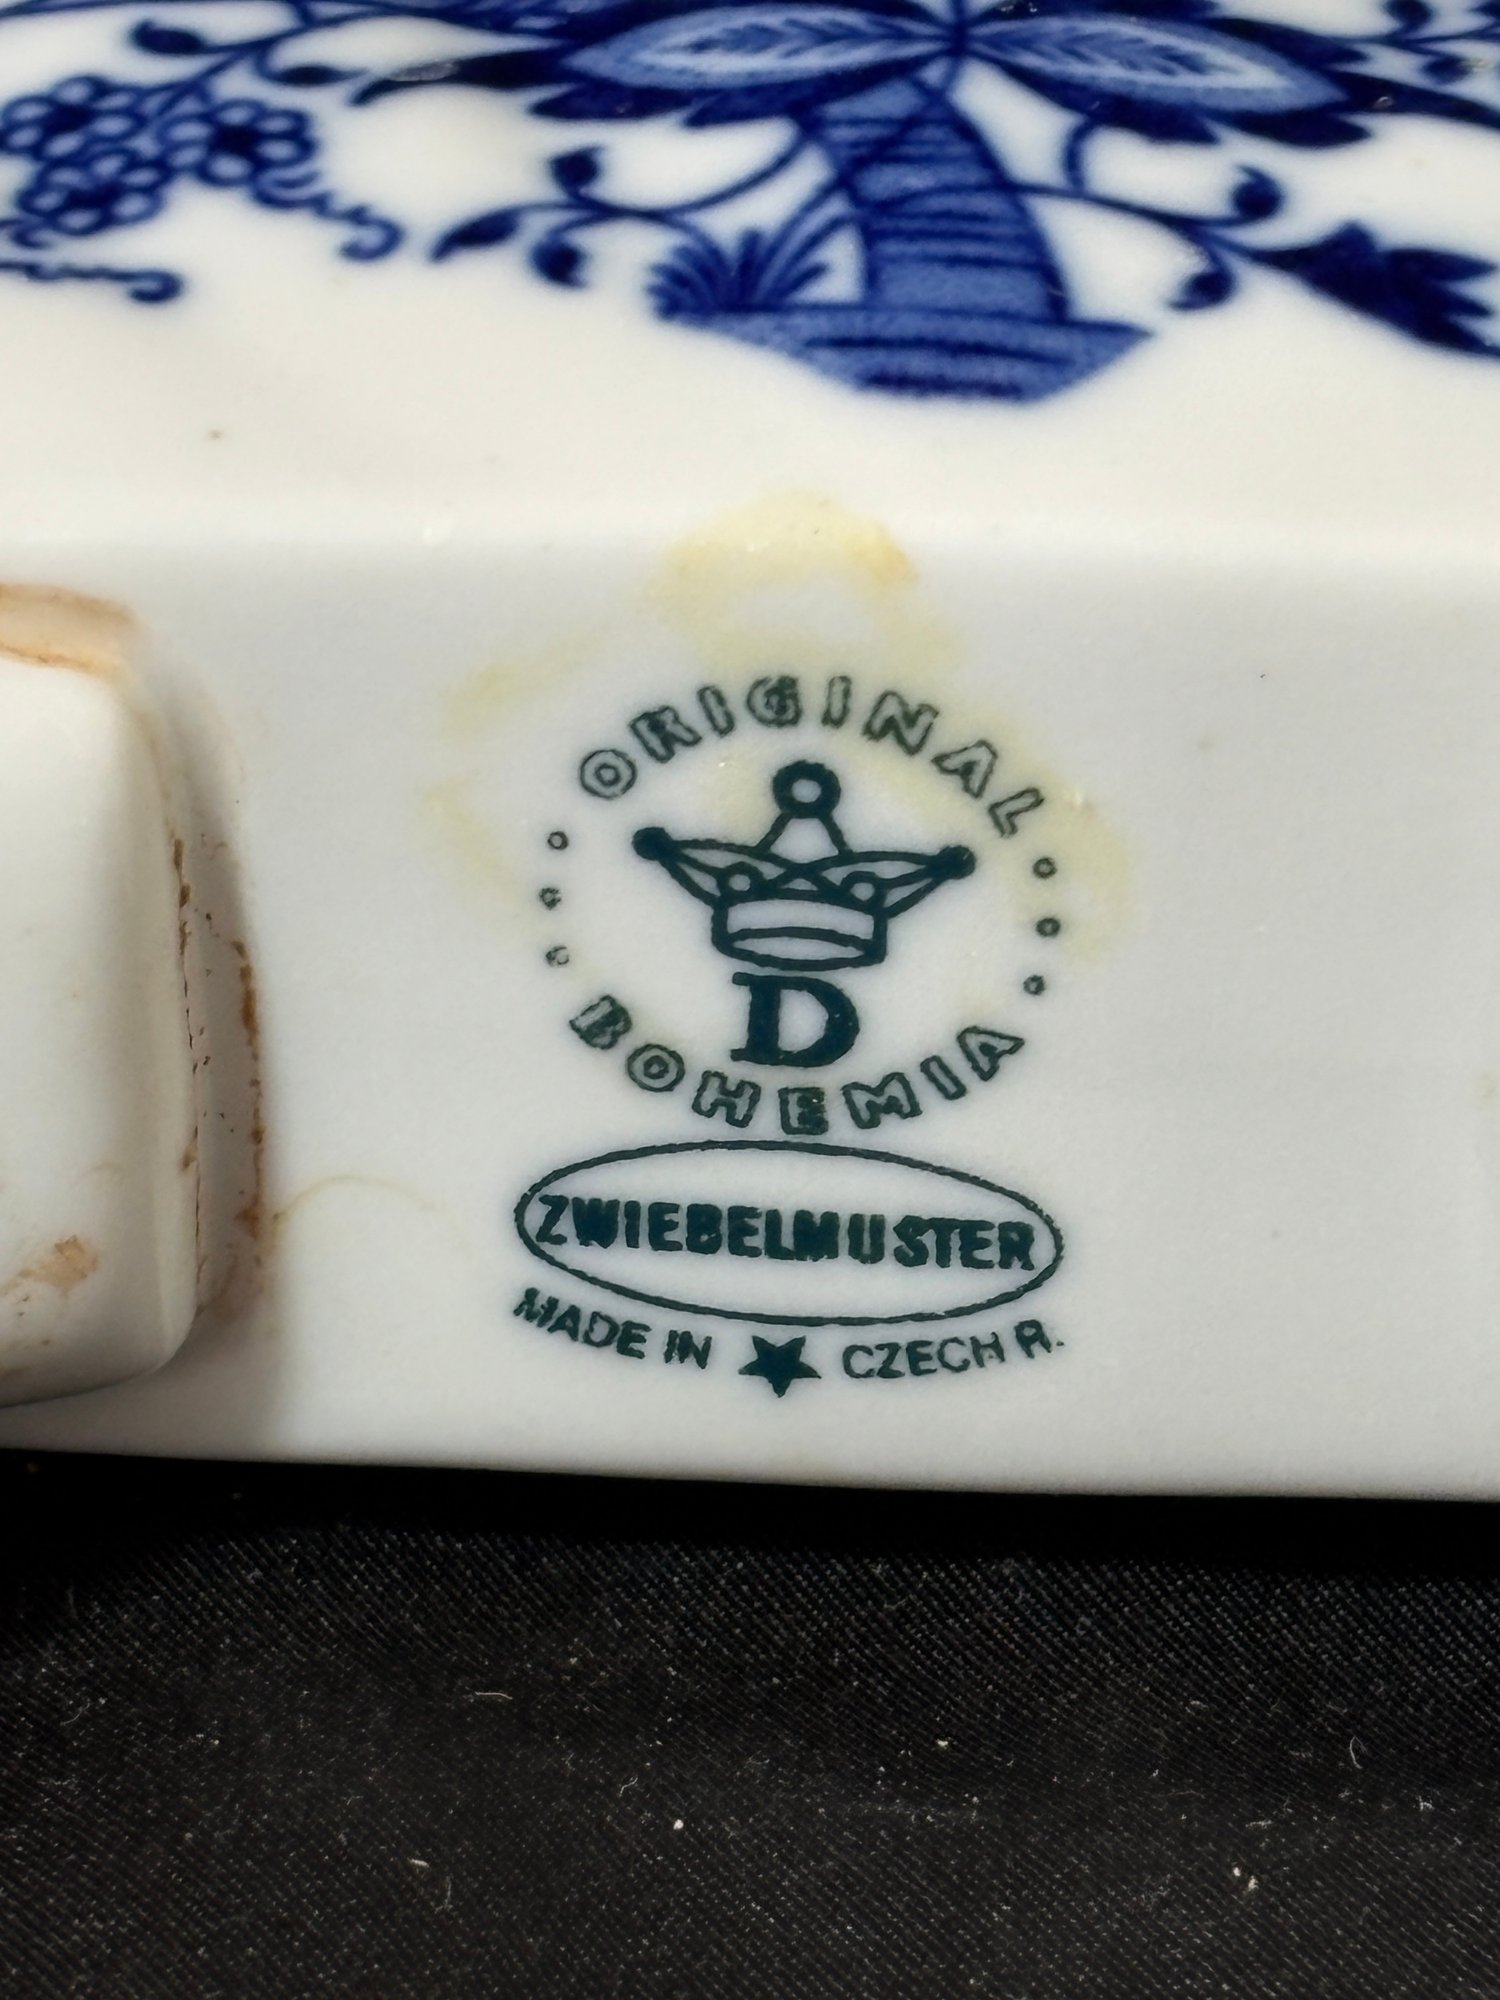 ORIGINAL
D
BOHEMIA
ZWIEBELMUSTER
MADE IN ★ CZECH R.